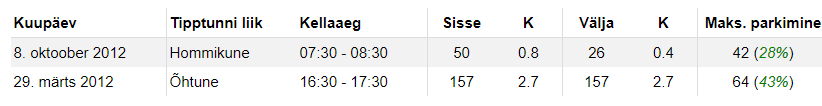 Kuupäev Tipptunni liik Kellaaeg Sisse K Välja K Maks. parkimine
8. oktoober 2012 Hommikune 07:30 - 08:30 50 0.8 26 0.4 42 (28%)
29. märts 2012 Õhtune 16:30 - 17:30 157 2.7 157 2.7 64 (43%)